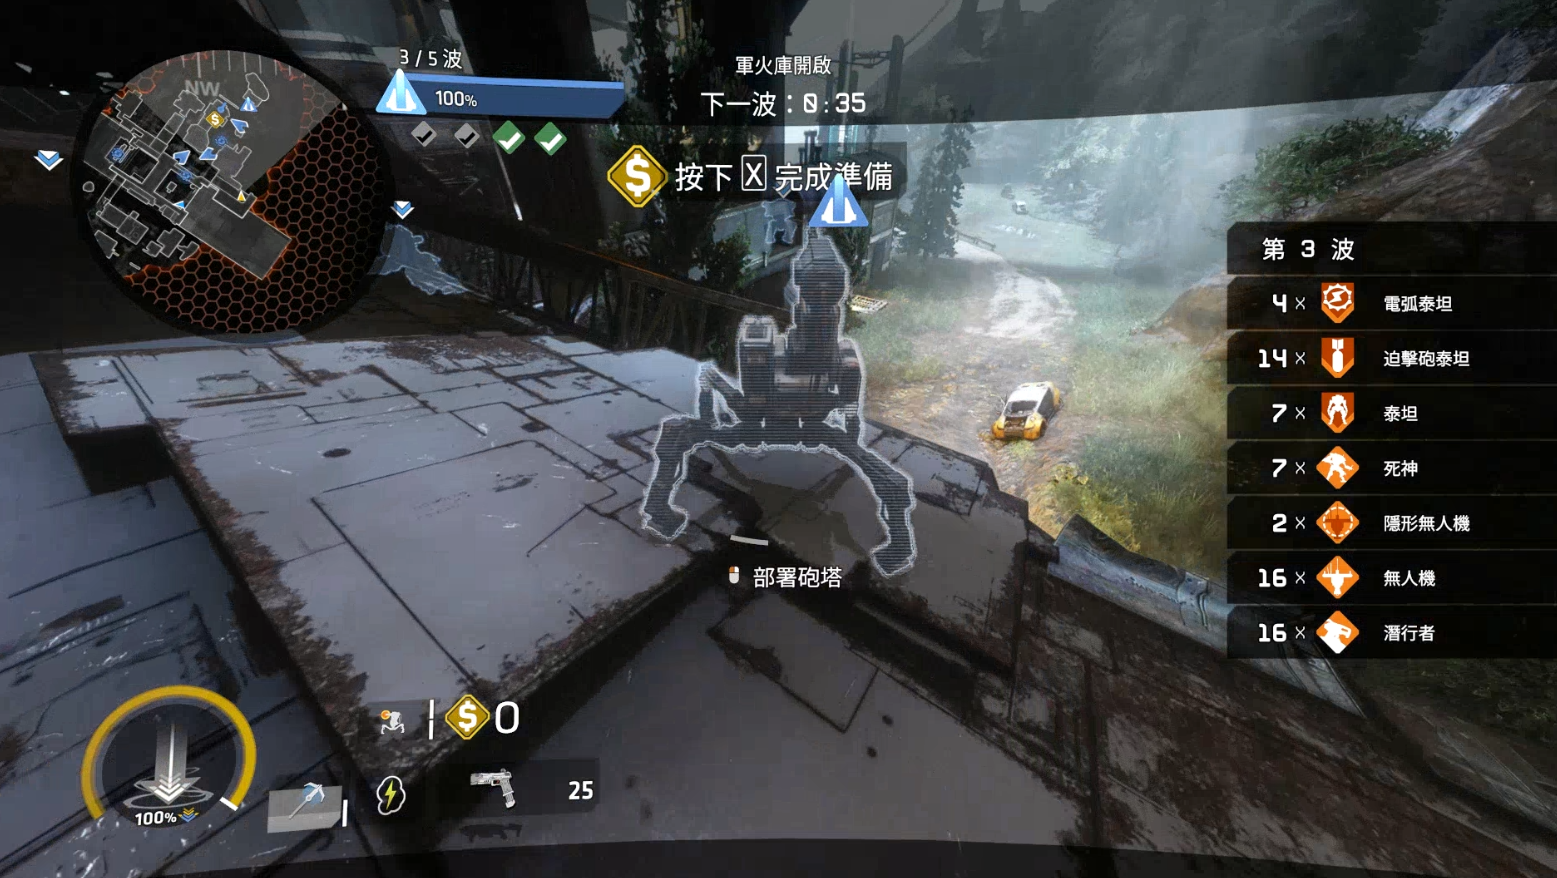 NW
3 / 5 波
100%
軍火庫開啟
下一波：0:35
$ 按下 X 完成準備
第 3 波
4 × 電弧泰坦
14 × 迫擊砲泰坦
7 × 泰坦
7 × 死神
2 × 隱形無人機
16 × 無人機
16 × 潛行者
部署砲塔
$ 0
25
100%